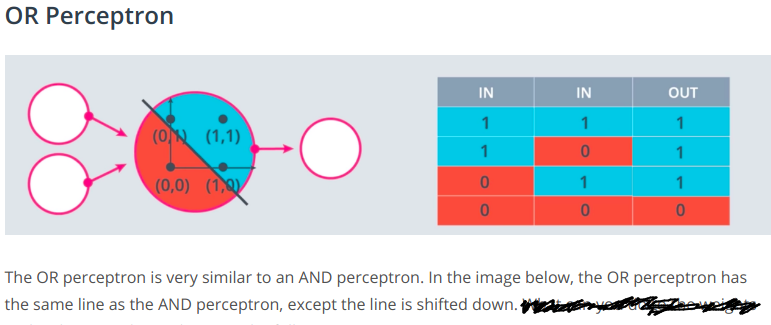 OR Perceptron
IN IN OUT
1 1 1
1 0 1
0 1 1
0 0 0
(0,1) (1,1)
(0,0) (1,0)
The OR perceptron is very similar to an AND perceptron. In the image below, the OR perceptron has
the same line as the AND perceptron, except the line is shifted down.